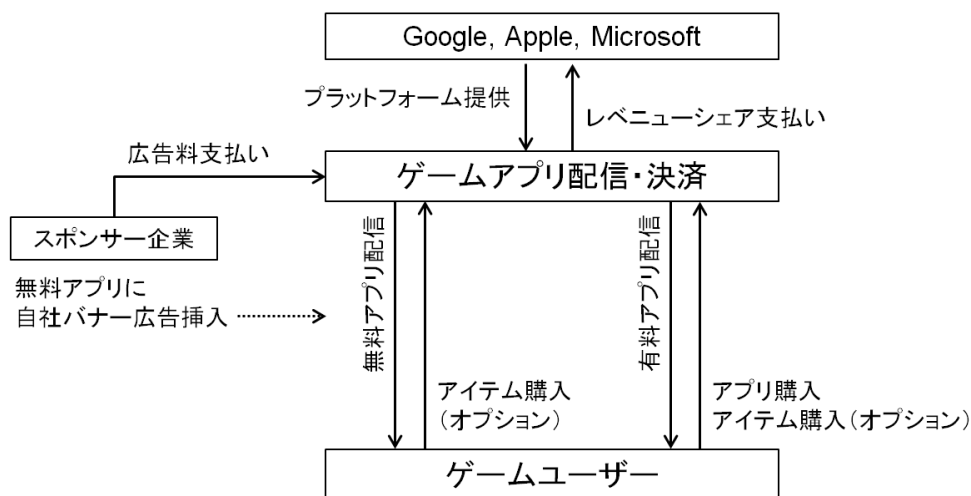 Google, Apple, Microsoft
プラットフォーム提供
レベニューシェア支払い
広告料支払い
ゲームアプリ配信・決済
スポンサー企業
無料アプリに
自社バナー広告挿入
無料アプリ配信
有料アプリ配信
アイテム購入
(オプション)
アプリ購入
アイテム購入(オプション)
ゲームユーザー